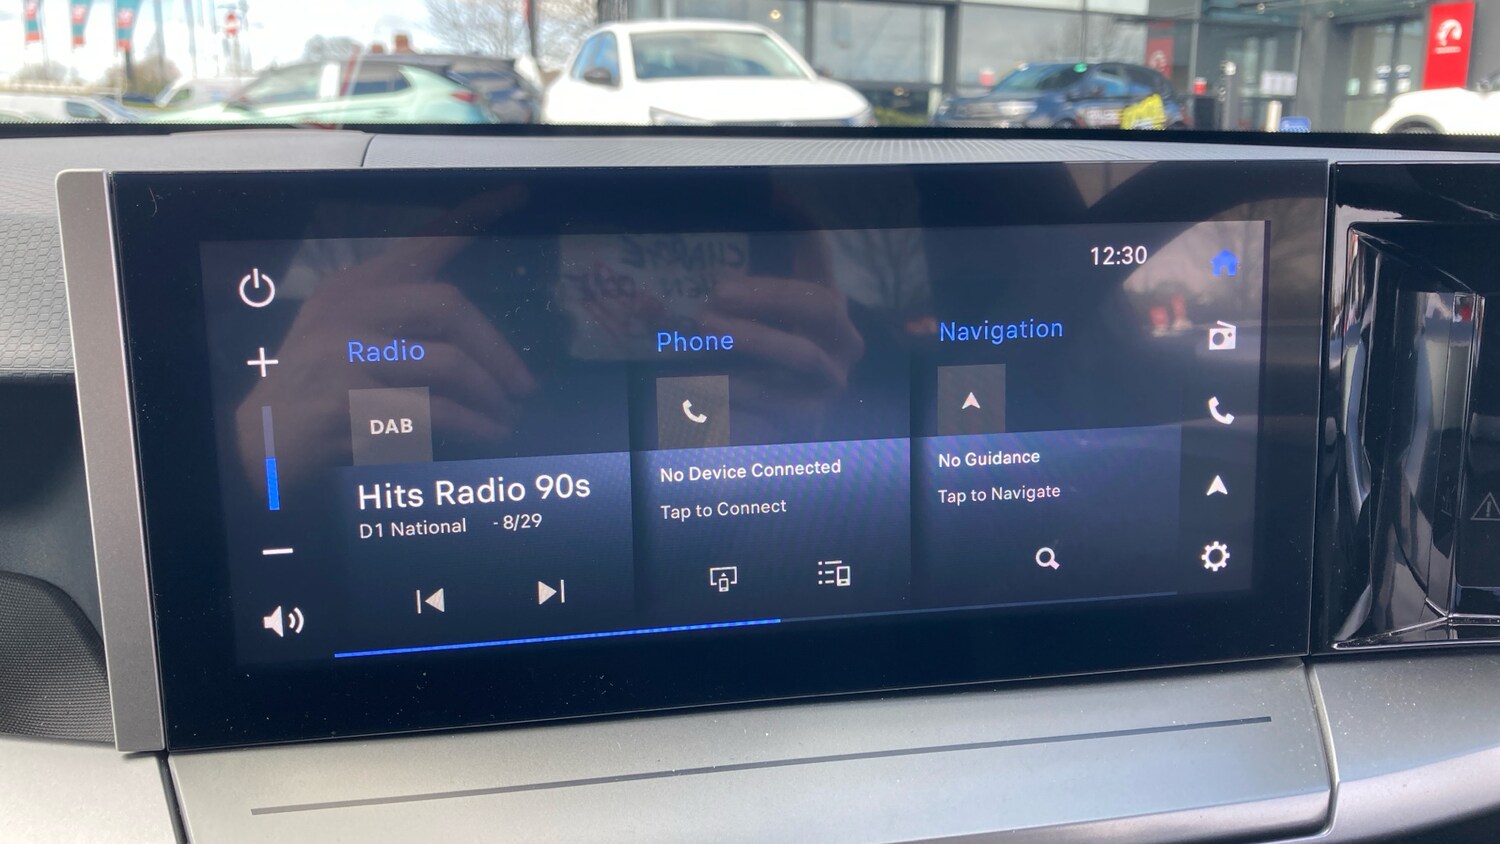 12:30
Radio
Phone
Navigation
DAB
Hits Radio 90s
D1 National - 8/29
No Device Connected
Tap to Connect
No Guidance
Tap to Navigate